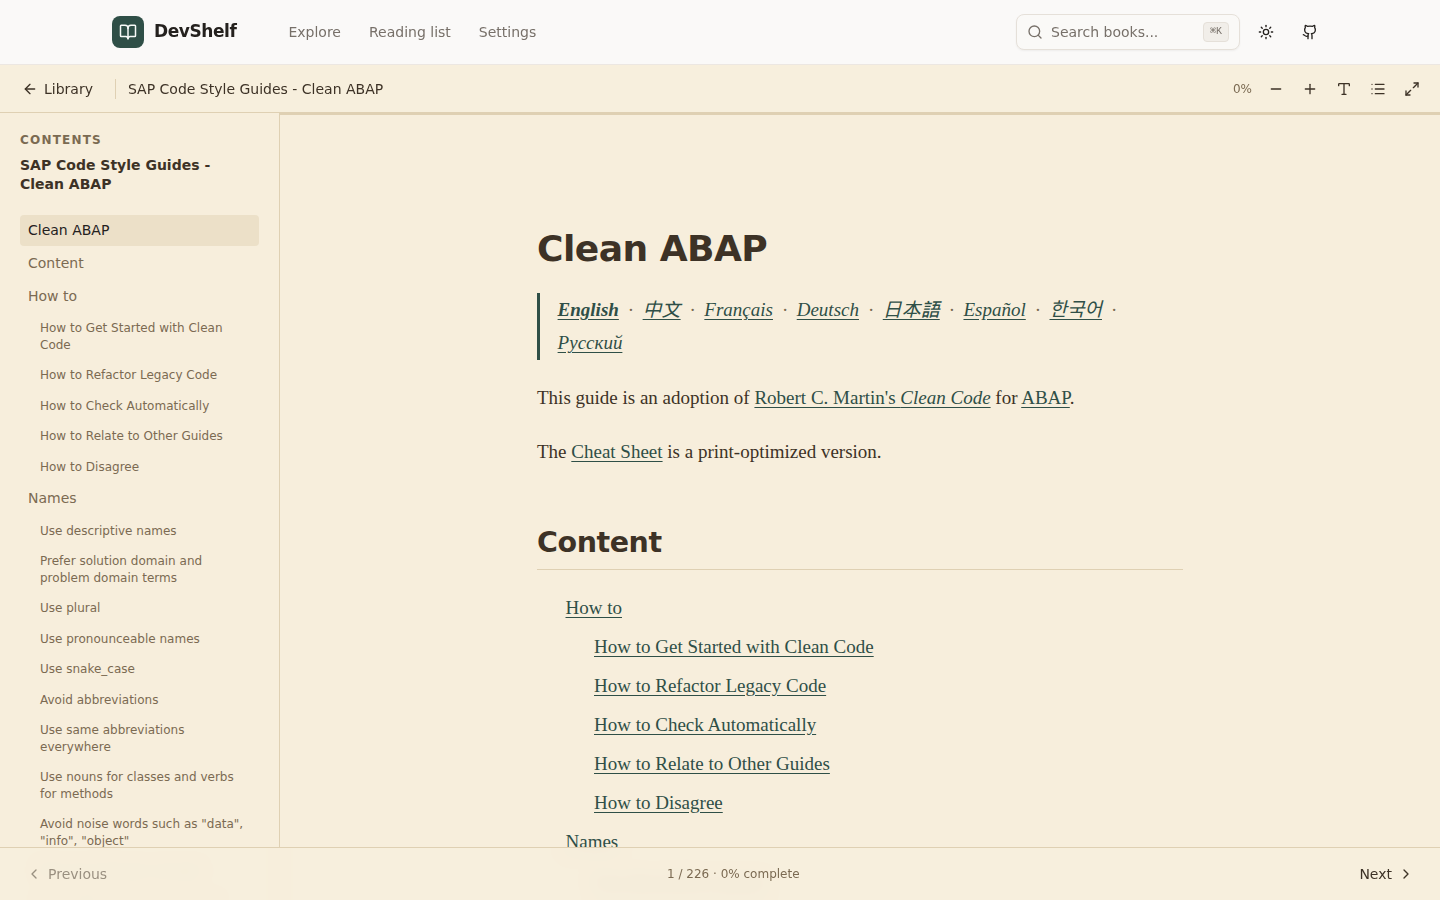 DevShelf
Explore
Reading list
Settings
Search books...
⌘K
Library
SAP Code Style Guides - Clean ABAP
0%
CONTENTS
SAP Code Style Guides -
Clean ABAP
Clean ABAP
Content
How to
How to Get Started with Clean
Code
How to Refactor Legacy Code
How to Check Automatically
How to Relate to Other Guides
How to Disagree
Names
Use descriptive names
Prefer solution domain and
problem domain terms
Use plural
Use pronounceable names
Use snake_case
Avoid abbreviations
Use same abbreviations
everywhere
Use nouns for classes and verbs
for methods
Avoid noise words such as "data",
"info", "object"
Clean ABAP
English · 中文 · Français · Deutsch · 日本語 · Español · 한국어 ·
Русский
This guide is an adoption of Robert C. Martin's Clean Code for ABAP.
The Cheat Sheet is a print-optimized version.
Content
How to
How to Get Started with Clean Code
How to Refactor Legacy Code
How to Check Automatically
How to Relate to Other Guides
How to Disagree
Names
Previous
1 / 226 · 0% complete
Next